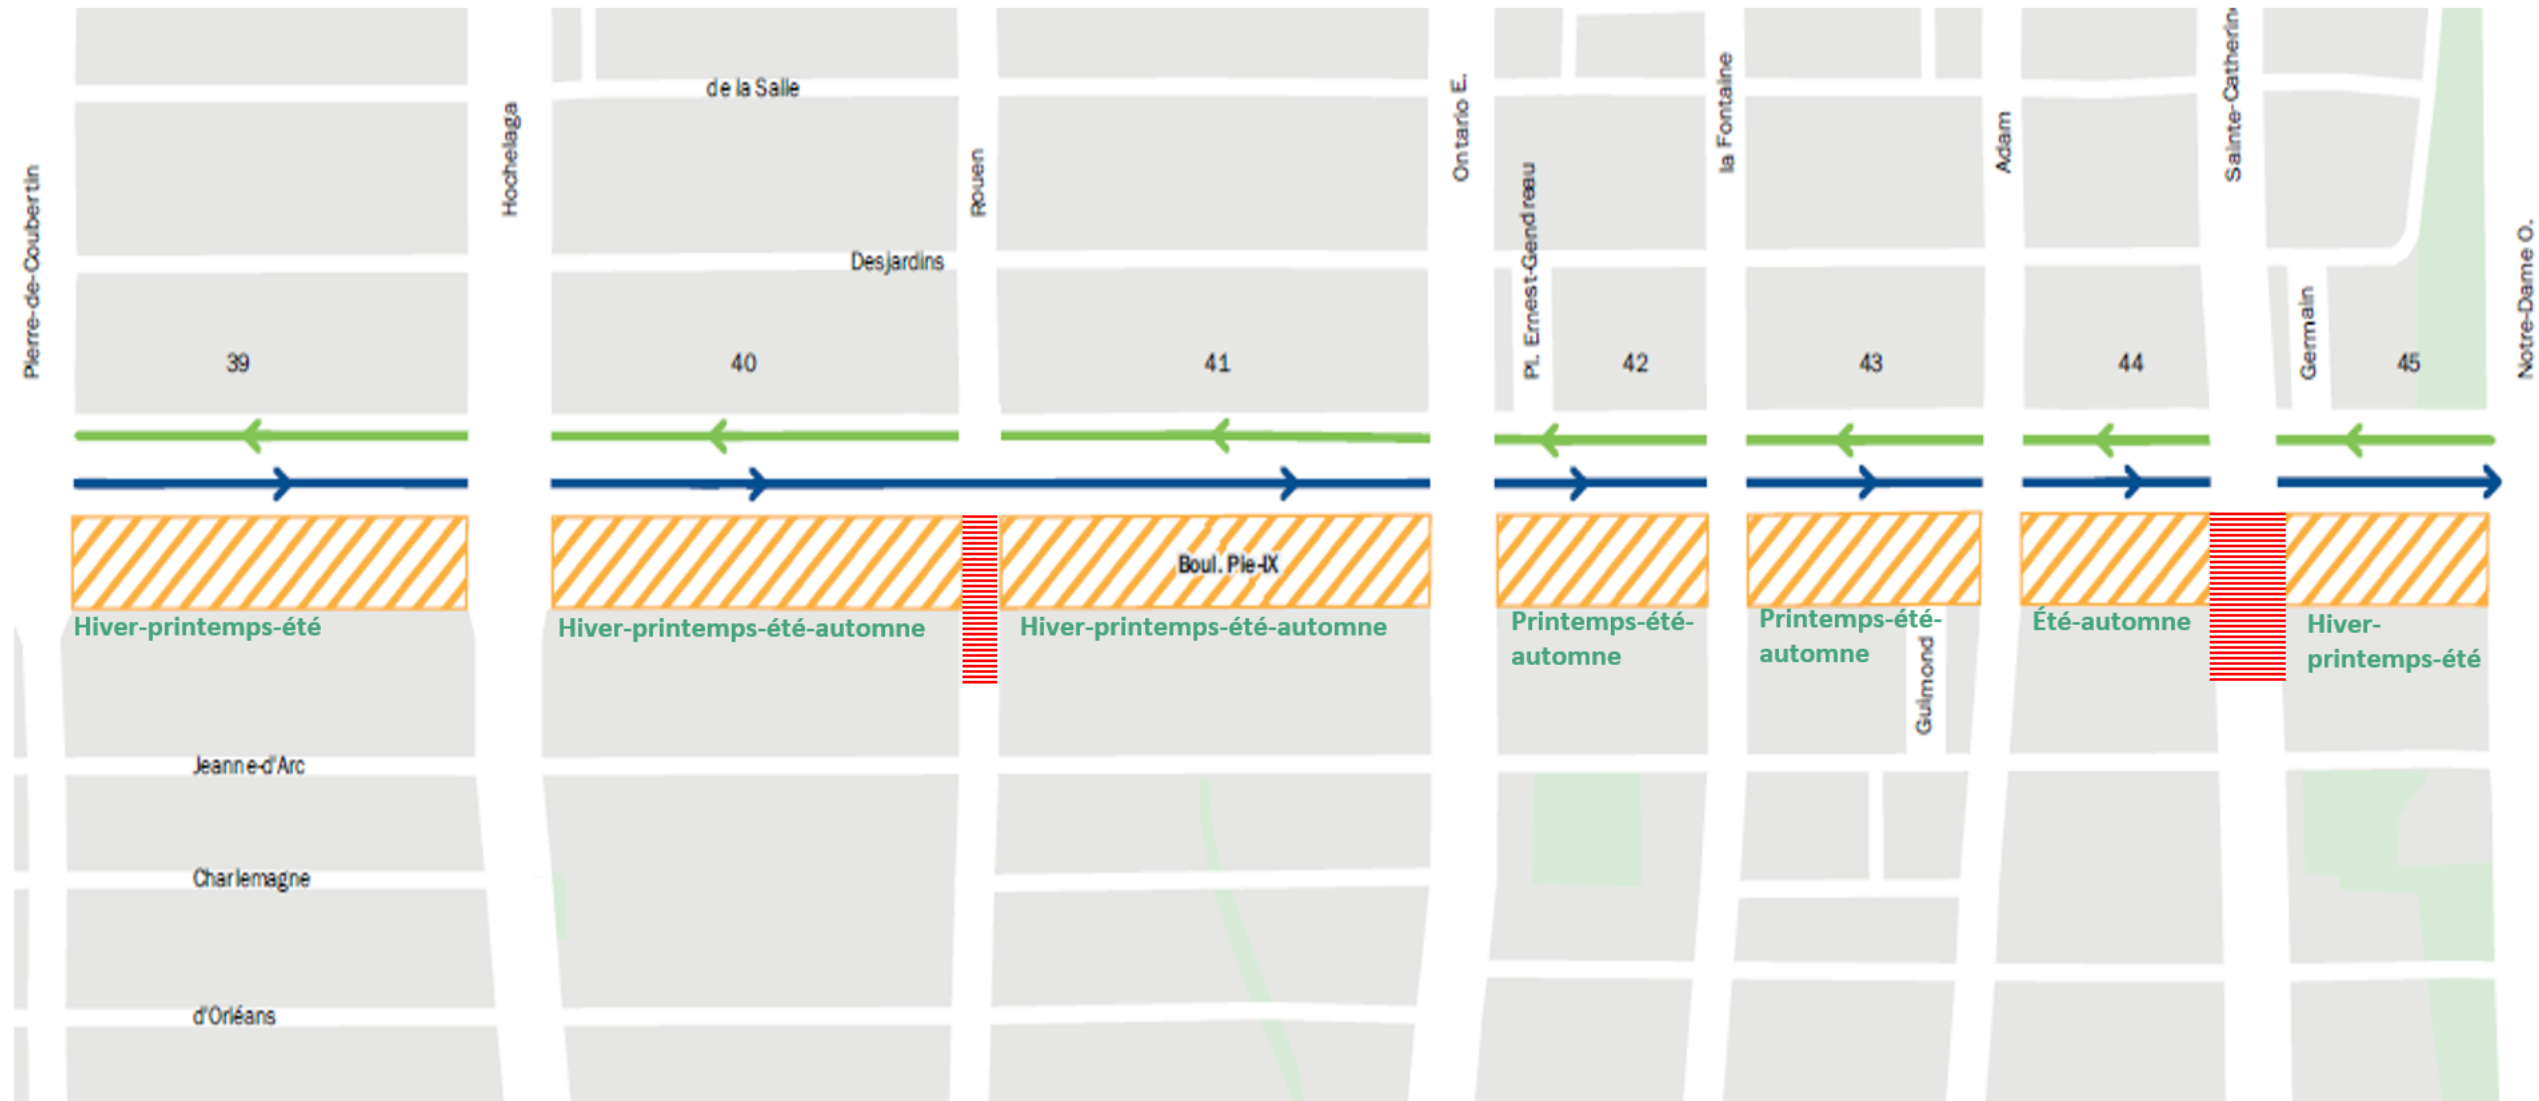 de la Salle
Pierre-de-Coubertin
Hochelaga
Rouen
Ontario E.
Pl. Ernest-Gendreau
la Fontaine
Adam
Sainte-Catherin
Germain
Notre-Dame O.
Desjardins
39
40
41
42
43
44
45
Boul. Pie-IX
Hiver-printemps-été
Hiver-printemps-été-automne
Hiver-printemps-été-automne
Printemps-été-
automne
Printemps-été-
automne
Été-automne
Hiver-
printemps-été
Guimond
Jeanne-d'Arc
Charlemagne
d'Orléans